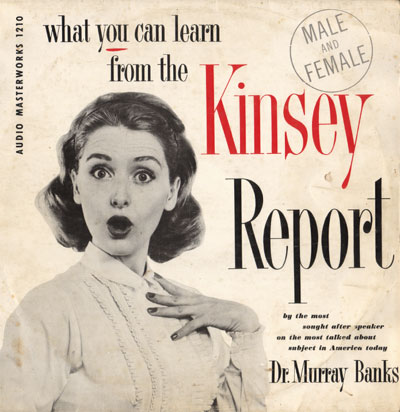 AUDIO MASTERWORKS 1210
what you can learn
from the
MALE
AND
FEMALE
Kinsey
Report
by the most
sought after speaker
on the most talked about
subject in America today
Dr. Murray Banks